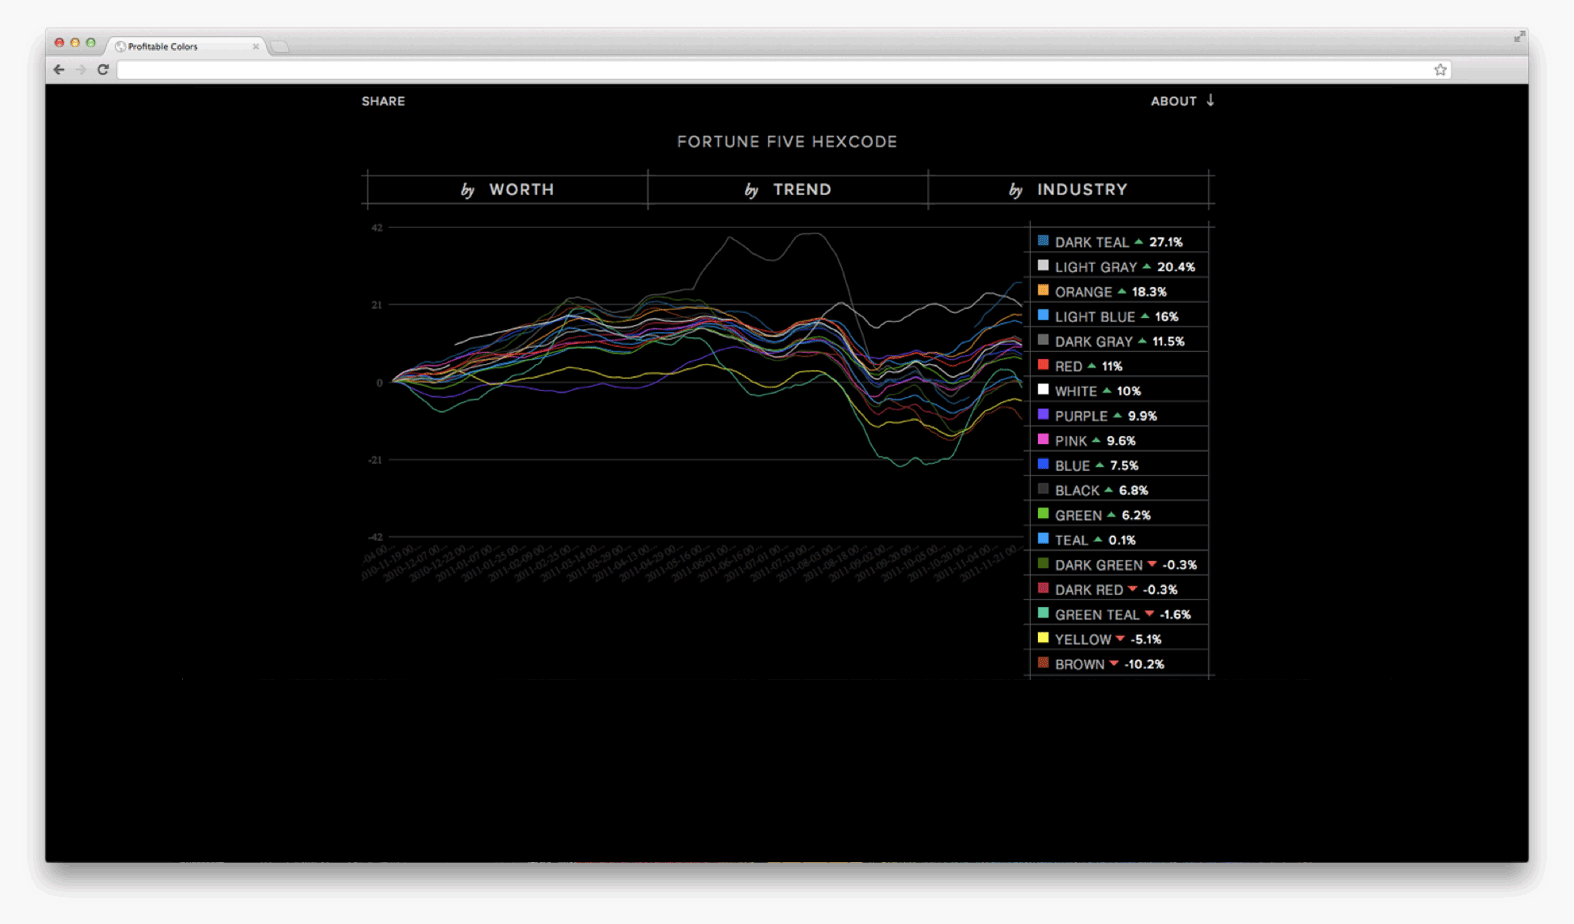 Profitable Colors
SHARE
ABOUT ↓
FORTUNE FIVE HEXCODE
by WORTH
by TREND
by INDUSTRY
42
21
0
-21
-42
-04 00...
2010-11-19 00...
2010-12-07 00...
2010-12-22 00...
2011-01-07 00...
2011-01-25 00...
2011-02-09 00...
2011-02-25 00...
2011-03-14 00...
2011-03-29 00...
2011-04-13 00...
2011-04-29 00...
2011-05-16 00...
2011-06-01 00...
2011-06-16 00...
2011-07-01 00...
2011-07-19 00...
2011-08-03 00...
2011-08-18 00...
2011-09-02 00...
2011-09-20 00...
2011-10-05 00...
2011-10-20 00...
2011-11-04 00...
2011-11-21 00...
DARK TEAL ▲ 27.1%
LIGHT GRAY ▲ 20.4%
ORANGE ▲ 18.3%
LIGHT BLUE ▲ 16%
DARK GRAY ▲ 11.5%
RED ▲ 11%
WHITE ▲ 10%
PURPLE ▲ 9.9%
PINK ▲ 9.6%
BLUE ▲ 7.5%
BLACK ▲ 6.8%
GREEN ▲ 6.2%
TEAL ▲ 0.1%
DARK GREEN ▼ -0.3%
DARK RED ▼ -0.3%
GREEN TEAL ▼ -1.6%
YELLOW ▼ -5.1%
BROWN ▼ -10.2%